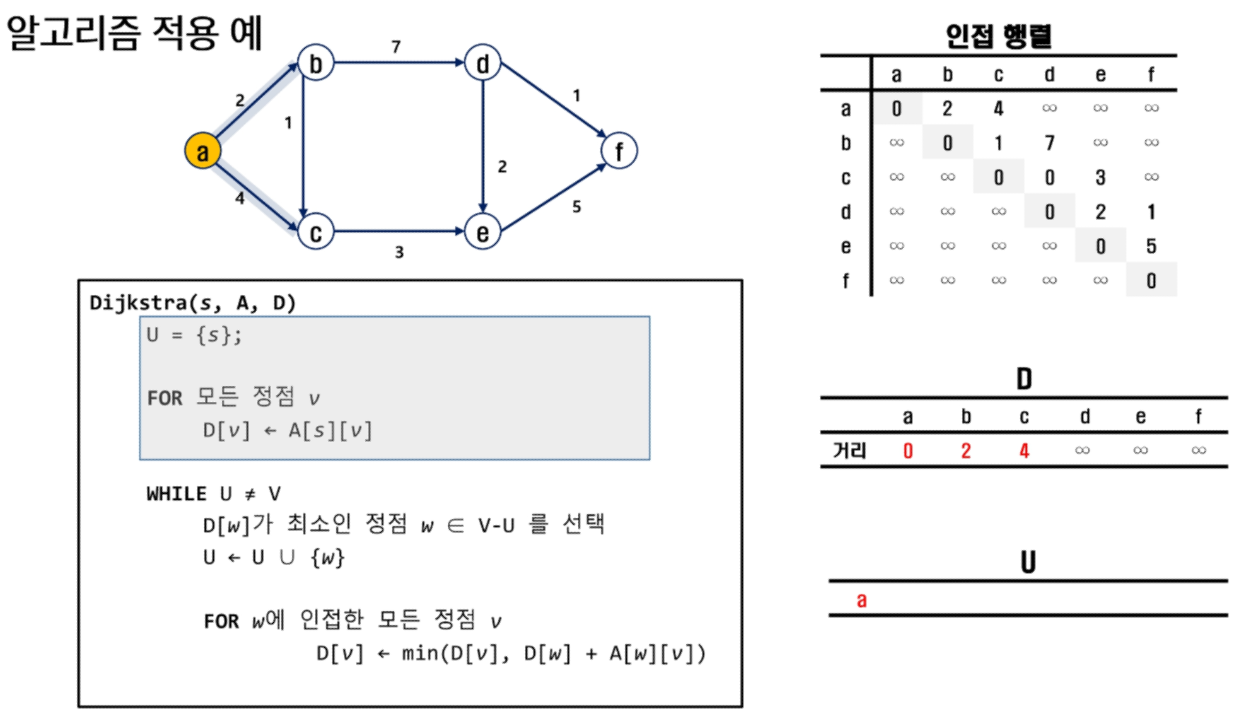 알고리즘 적용 예
b
7
d
2
1
1
a
f
2
4
5
c
3
e
인접 행렬
a b c d e f
a 0 2 4 ∞ ∞ ∞
b ∞ 0 1 7 ∞ ∞
c ∞ ∞ 0 0 3 ∞
d ∞ ∞ ∞ 0 2 1
e ∞ ∞ ∞ ∞ 0 5
f ∞ ∞ ∞ ∞ ∞ 0
Dijkstra(s, A, D)
U = {s};
FOR 모든 정점 v
D[v] ← A[s][v]
WHILE U ≠ V
D[w]가 최소인 정점 w ∈ V-U 를 선택
U ← U ∪ {w}
FOR w에 인접한 모든 정점 v
D[v] ← min(D[v], D[w] + A[w][v])
D
a b c d e f
거리 0 2 4 ∞ ∞ ∞
U
a